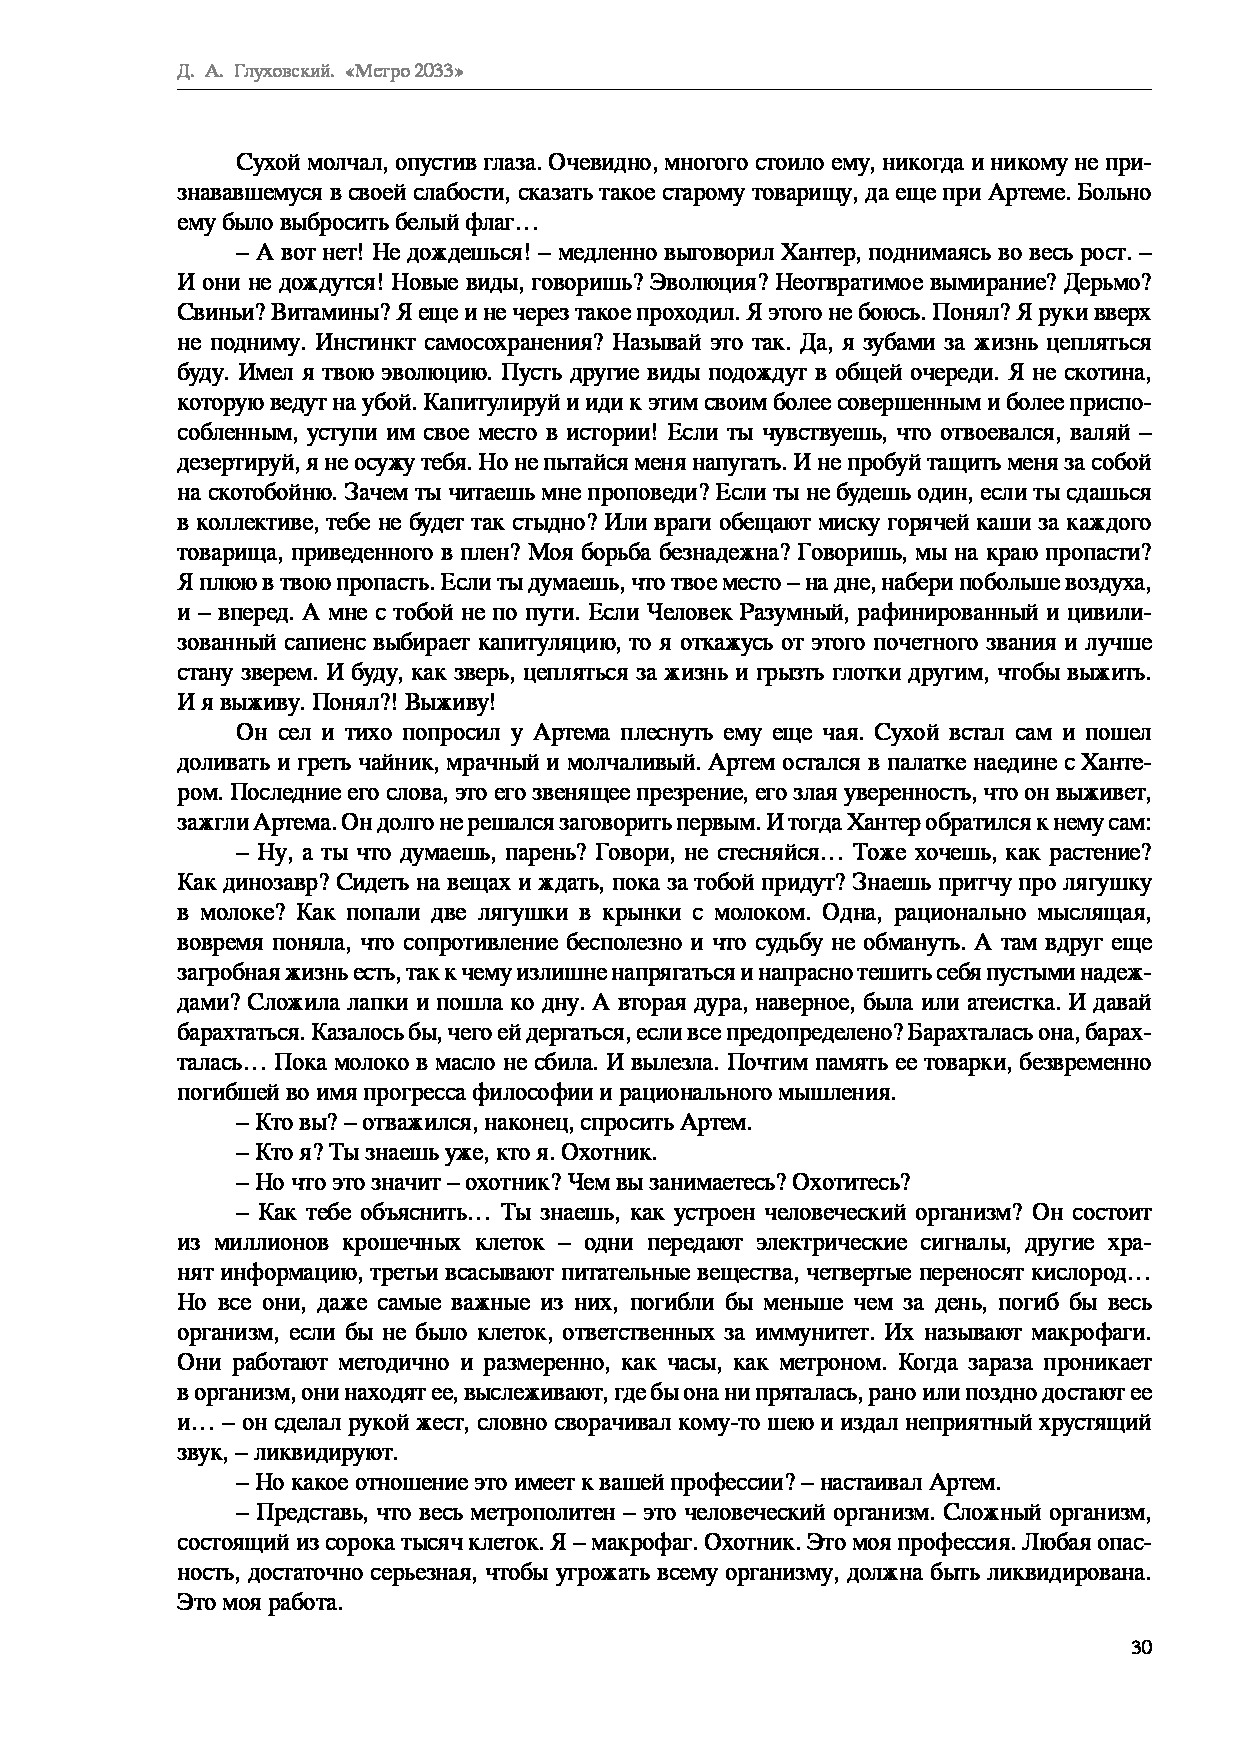 Д. А. Глуховский. «Метро 2033»
Сухой молчал, опустив глаза. Очевидно, многого стоило ему, никогда и никому не при-
знававшемуся в своей слабости, сказать такое старому товарищу, да еще при Артеме. Больно
ему было выбросить белый флаг…
– А вот нет! Не дождешься! – медленно выговорил Хантер, поднимаясь во весь рост. –
И они не дождутся! Новые виды, говоришь? Эволюция? Неотвратимое вымирание? Дерьмо?
Свиньи? Витамины? Я еще и не через такое проходил. Я этого не боюсь. Понял? Я руки вверх
не подниму. Инстинкт самосохранения? Называй это так. Да, я зубами за жизнь цепляться
буду. Имел я твою эволюцию. Пусть другие виды подождут в общей очереди. Я не скотина,
которую ведут на убой. Капитулируй и иди к этим своим более совершенным и более приспо-
собленным, уступи им свое место в истории! Если ты чувствуешь, что отвоевался, валяй –
дезертируй, я не осужу тебя. Но не пытайся меня напугать. И не пробуй тащить меня за собой
на скотобойню. Зачем ты читаешь мне проповеди? Если ты не будешь один, если ты сдашься
в коллективе, тебе не будет так стыдно? Или враги обещают миску горячей каши за каждого
товарища, приведенного в плен? Моя борьба безнадежна? Говоришь, мы на краю пропасти?
Я плюю в твою пропасть. Если ты думаешь, что твое место – на дне, набери побольше воздуха,
и – вперед. А мне с тобой не по пути. Если Человек Разумный, рафинированный и цивили-
зованный сапиенс выбирает капитуляцию, то я откажусь от этого почетного звания и лучше
стану зверем. И буду, как зверь, цепляться за жизнь и грызть глотки другим, чтобы выжить.
И я выживу. Понял?! Выживу!
Он сел и тихо попросил у Артема плеснуть ему еще чая. Сухой встал сам и пошел
доливать и греть чайник, мрачный и молчаливый. Артем остался в палатке наедине с Ханте-
ром. Последние его слова, это его звенящее презрение, его злая уверенность, что он выживет,
зажгли Артема. Он долго не решался заговорить первым. И тогда Хантер обратился к нему сам:
– Ну, а ты что думаешь, парень? Говори, не стесняйся… Тоже хочешь, как растение?
Как динозавр? Сидеть на вещах и ждать, пока за тобой придут? Знаешь притчу про лягушку
в молоке? Как попали две лягушки в крынки с молоком. Одна, рационально мыслящая,
вовремя поняла, что сопротивление бесполезно и что судьбу не обмануть. А там вдруг еще
загробная жизнь есть, так к чему излишне напрягаться и напрасно тешить себя пустыми надеж-
дами? Сложила лапки и пошла ко дну. А вторая дура, наверное, была или атеистка. И давай
барахтаться. Казалось бы, чего ей дергаться, если все предопределено? Барахталась она, барах-
талась… Пока молоко в масло не сбила. И вылезла. Почтим память ее товарки, безвременно
погибшей во имя прогресса философии и рационального мышления.
– Кто вы? – отважился, наконец, спросить Артем.
– Кто я? Ты знаешь уже, кто я. Охотник.
– Но что это значит – охотник? Чем вы занимаетесь? Охотитесь?
– Как тебе объяснить… Ты знаешь, как устроен человеческий организм? Он состоит
из миллионов крошечных клеток – одни передают электрические сигналы, другие хра-
нят информацию, третьи всасывают питательные вещества, четвертые переносят кислород…
Но все они, даже самые важные из них, погибли бы меньше чем за день, погиб бы весь
организм, если бы не было клеток, ответственных за иммунитет. Их называют макрофаги.
Они работают методично и размеренно, как часы, как метроном. Когда зараза проникает
в организм, они находят ее, выслеживают, где бы она ни пряталась, рано или поздно достают ее
и… – он сделал рукой жест, словно сворачивал кому-то шею и издал неприятный хрустящий
звук, – ликвидируют.
– Но какое отношение это имеет к вашей профессии? – настаивал Артем.
– Представь, что весь метрополитен – это человеческий организм. Сложный организм,
состоящий из сорока тысяч клеток. Я – макрофаг. Охотник. Это моя профессия. Любая опас-
ность, достаточно серьезная, чтобы угрожать всему организму, должна быть ликвидирована.
Это моя работа.
30